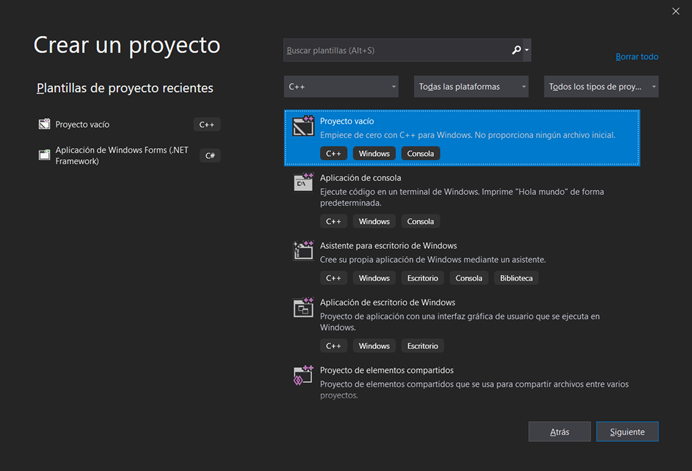 Crear un proyecto
Plantillas de proyecto recientes
Proyecto vacío C++
Aplicación de Windows Forms (.NET
Framework) C#
Buscar plantillas (Alt+S)
Borrar todo
C++ Todas las plataformas Todos los tipos de proy...
Proyecto vacío
Empiece de cero con C++ para Windows. No proporciona ningún archivo inicial.
C++ Windows Consola
Aplicación de consola
Ejecute código en un terminal de Windows. Imprime "Hola mundo" de forma
predeterminada.
C++ Windows Consola
Asistente para escritorio de Windows
Cree su propia aplicación de Windows mediante un asistente.
C++ Windows Escritorio Consola Biblioteca
Aplicación de escritorio de Windows
Proyecto de aplicación con una interfaz gráfica de usuario que se ejecuta en
Windows.
C++ Windows Escritorio
Proyecto de elementos compartidos
Proyecto de elementos compartidos que se usa para compartir archivos entre varios
proyectos.
Atrás Siguiente